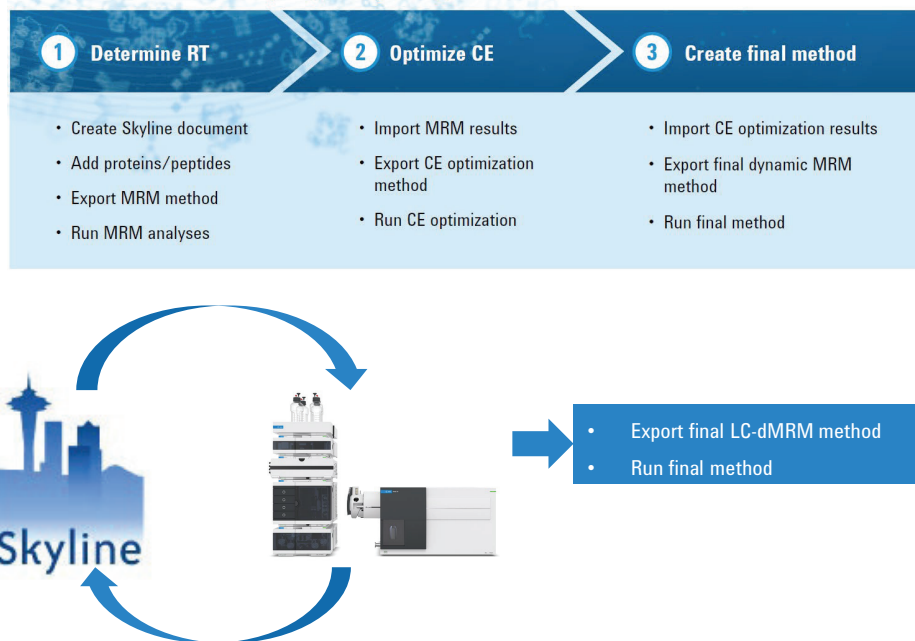 1 Determine RT
• Create Skyline document
• Add proteins/peptides
• Export MRM method
• Run MRM analyses
2 Optimize CE
• Import MRM results
• Export CE optimization
method
• Run CE optimization
3 Create final method
• Import CE optimization results
• Export final dynamic MRM
method
• Run final method
Skyline
• Export final LC-dMRM method
• Run final method